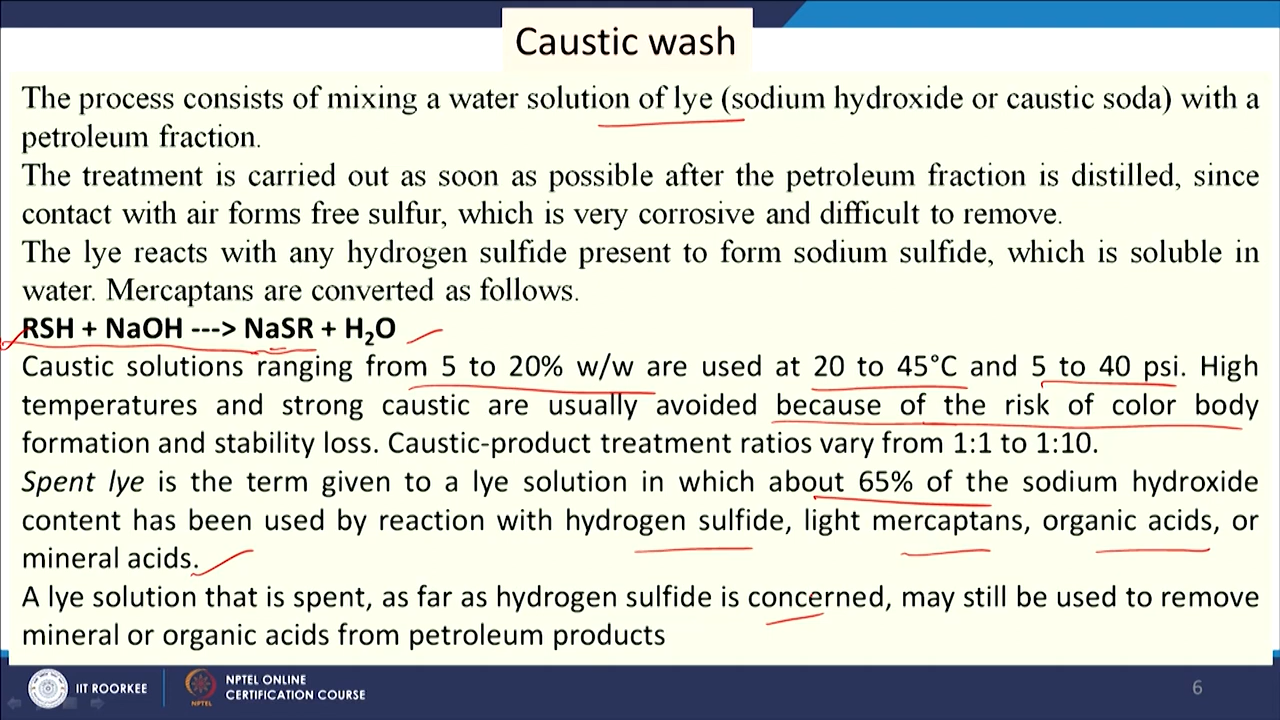 Caustic wash
The process consists of mixing a water solution of lye (sodium hydroxide or caustic soda) with a
petroleum fraction.
The treatment is carried out as soon as possible after the petroleum fraction is distilled, since
contact with air forms free sulfur, which is very corrosive and difficult to remove.
The lye reacts with any hydrogen sulfide present to form sodium sulfide, which is soluble in
water. Mercaptans are converted as follows.
RSH + NaOH ---> NaSR + H₂O
Caustic solutions ranging from 5 to 20% w/w are used at 20 to 45°C and 5 to 40 psi. High
temperatures and strong caustic are usually avoided because of the risk of color body
formation and stability loss. Caustic-product treatment ratios vary from 1:1 to 1:10.
Spent lye is the term given to a lye solution in which about 65% of the sodium hydroxide
content has been used by reaction with hydrogen sulfide, light mercaptans, organic acids, or
mineral acids.
A lye solution that is spent, as far as hydrogen sulfide is concerned, may still be used to remove
mineral or organic acids from petroleum products
IIT ROORKEE
NPTEL
NPTEL ONLINE
CERTIFICATION COURSE
6